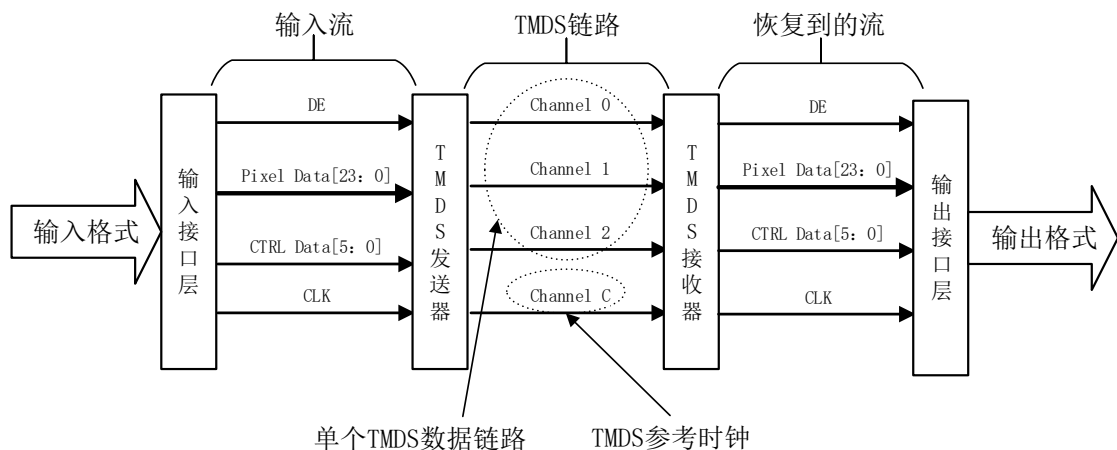 输入流
TMDS链路
恢复到的流
DE
Channel 0
DE
Pixel Data[23：0]
Channel 1
Pixel Data[23：0]
输入格式
输入接口层
TMDS发送器
TMDS接收器
输出接口层
输出格式
CTRL Data[5：0]
Channel 2
CTRL Data[5：0]
CLK
Channel C
CLK
单个TMDS数据链路
TMDS参考时钟